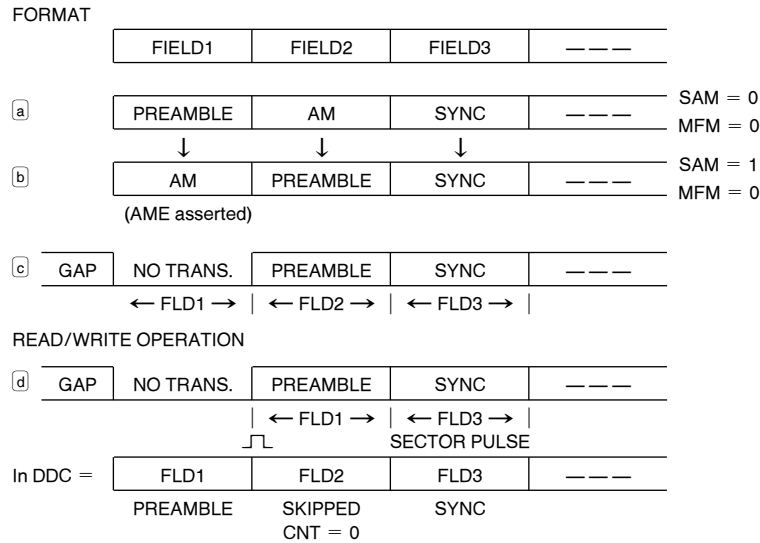 FORMAT
FIELD1 FIELD2 FIELD3 — — —
a PREAMBLE AM SYNC — — — SAM = 0
MFM = 0
↓ ↓ ↓
b AM PREAMBLE SYNC — — — SAM = 1
MFM = 0
(AME asserted)
c GAP NO TRANS. PREAMBLE SYNC — — —
← FLD1 → | ← FLD2 → | ← FLD3 → |
READ/WRITE OPERATION
d GAP NO TRANS. PREAMBLE SYNC — — —
| ← FLD1 → | ← FLD3 → |
SECTOR PULSE
In DDC = FLD1 FLD2 FLD3 — — —
PREAMBLE SKIPPED SYNC
CNT = 0